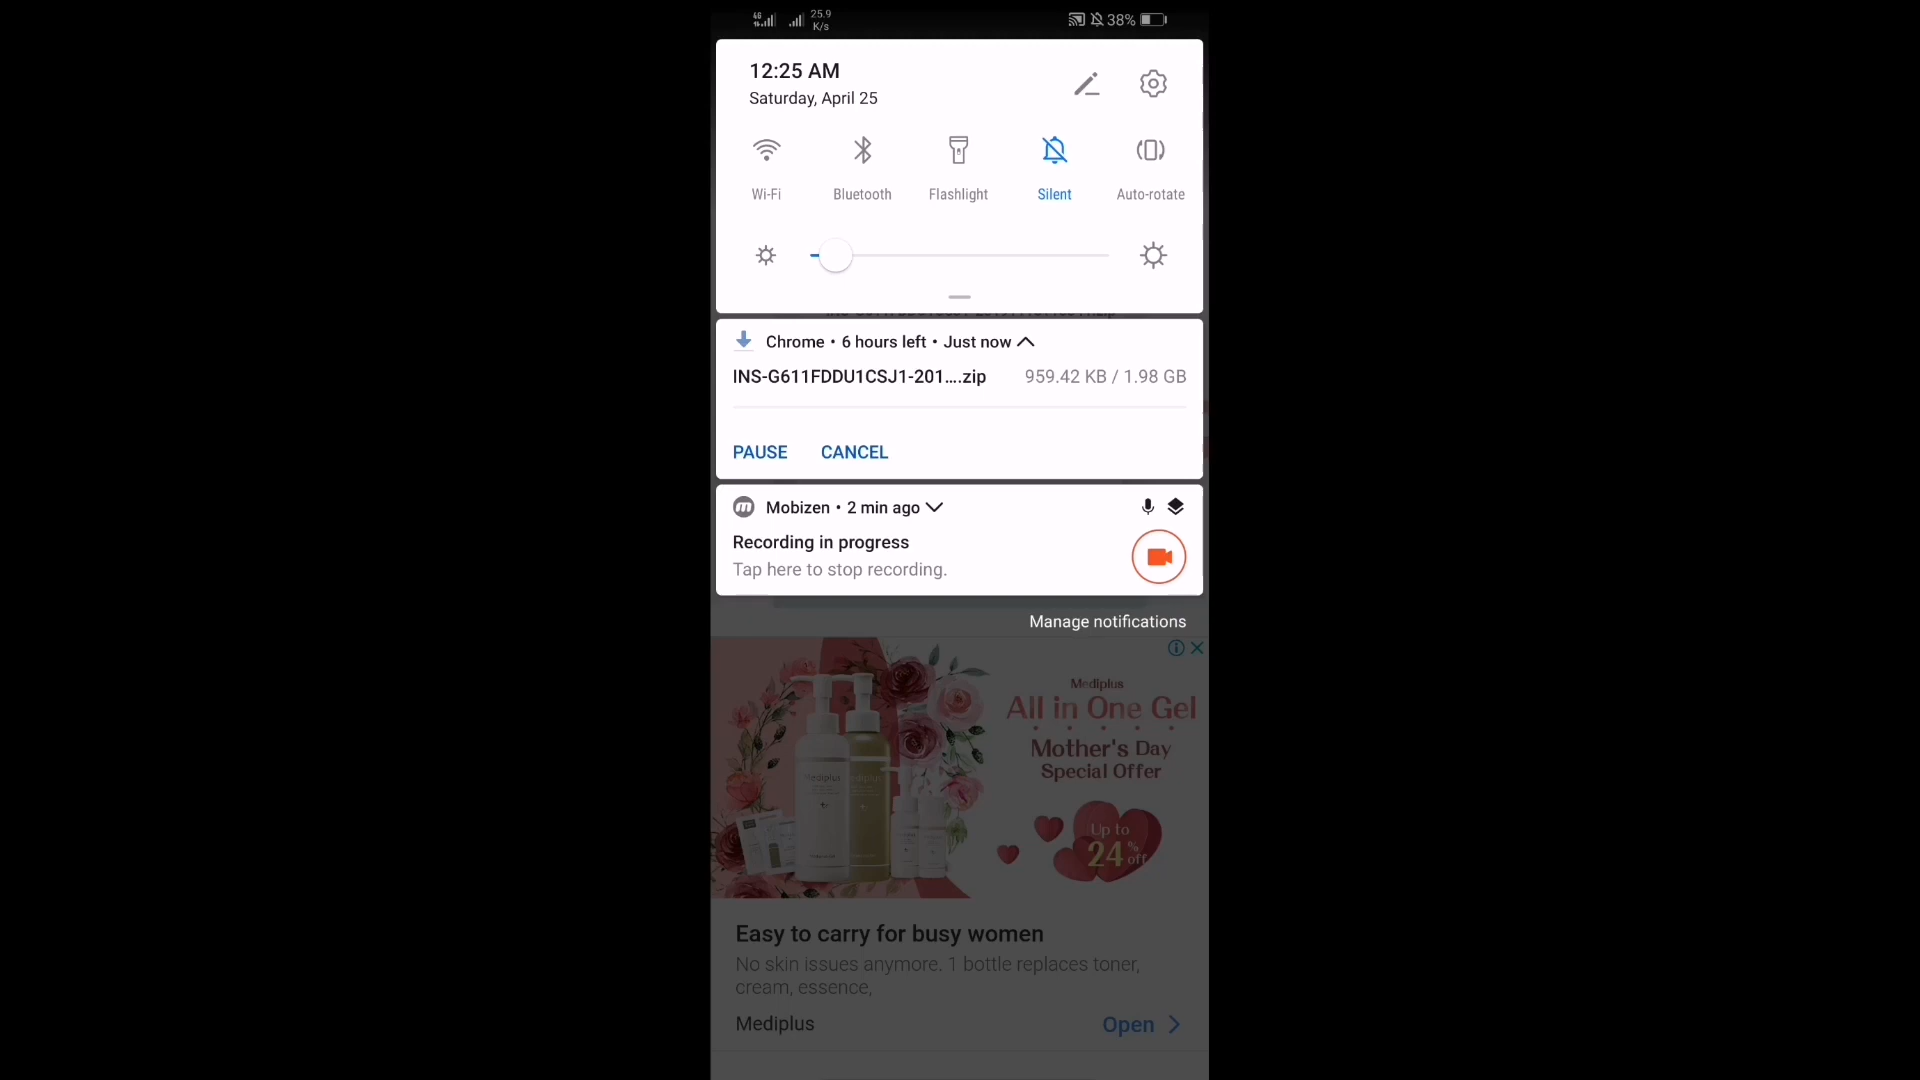 4G 25.9 K/s 38%
12:25 AM
Saturday, April 25
Wi-Fi Bluetooth Flashlight Silent Auto-rotate
Chrome • 6 hours left • Just now
INS-G611FDDU1CSJ1-201....zip 959.42 KB / 1.98 GB
PAUSE CANCEL
Mobizen • 2 min ago
Recording in progress
Tap here to stop recording.
Manage notifications
Mediplus
All in One Gel
Mother's Day
Special Offer
Up to
24% off
Mediplus
Easy to carry for busy women
No skin issues anymore. 1 bottle replaces toner,
cream, essence,
Mediplus Open